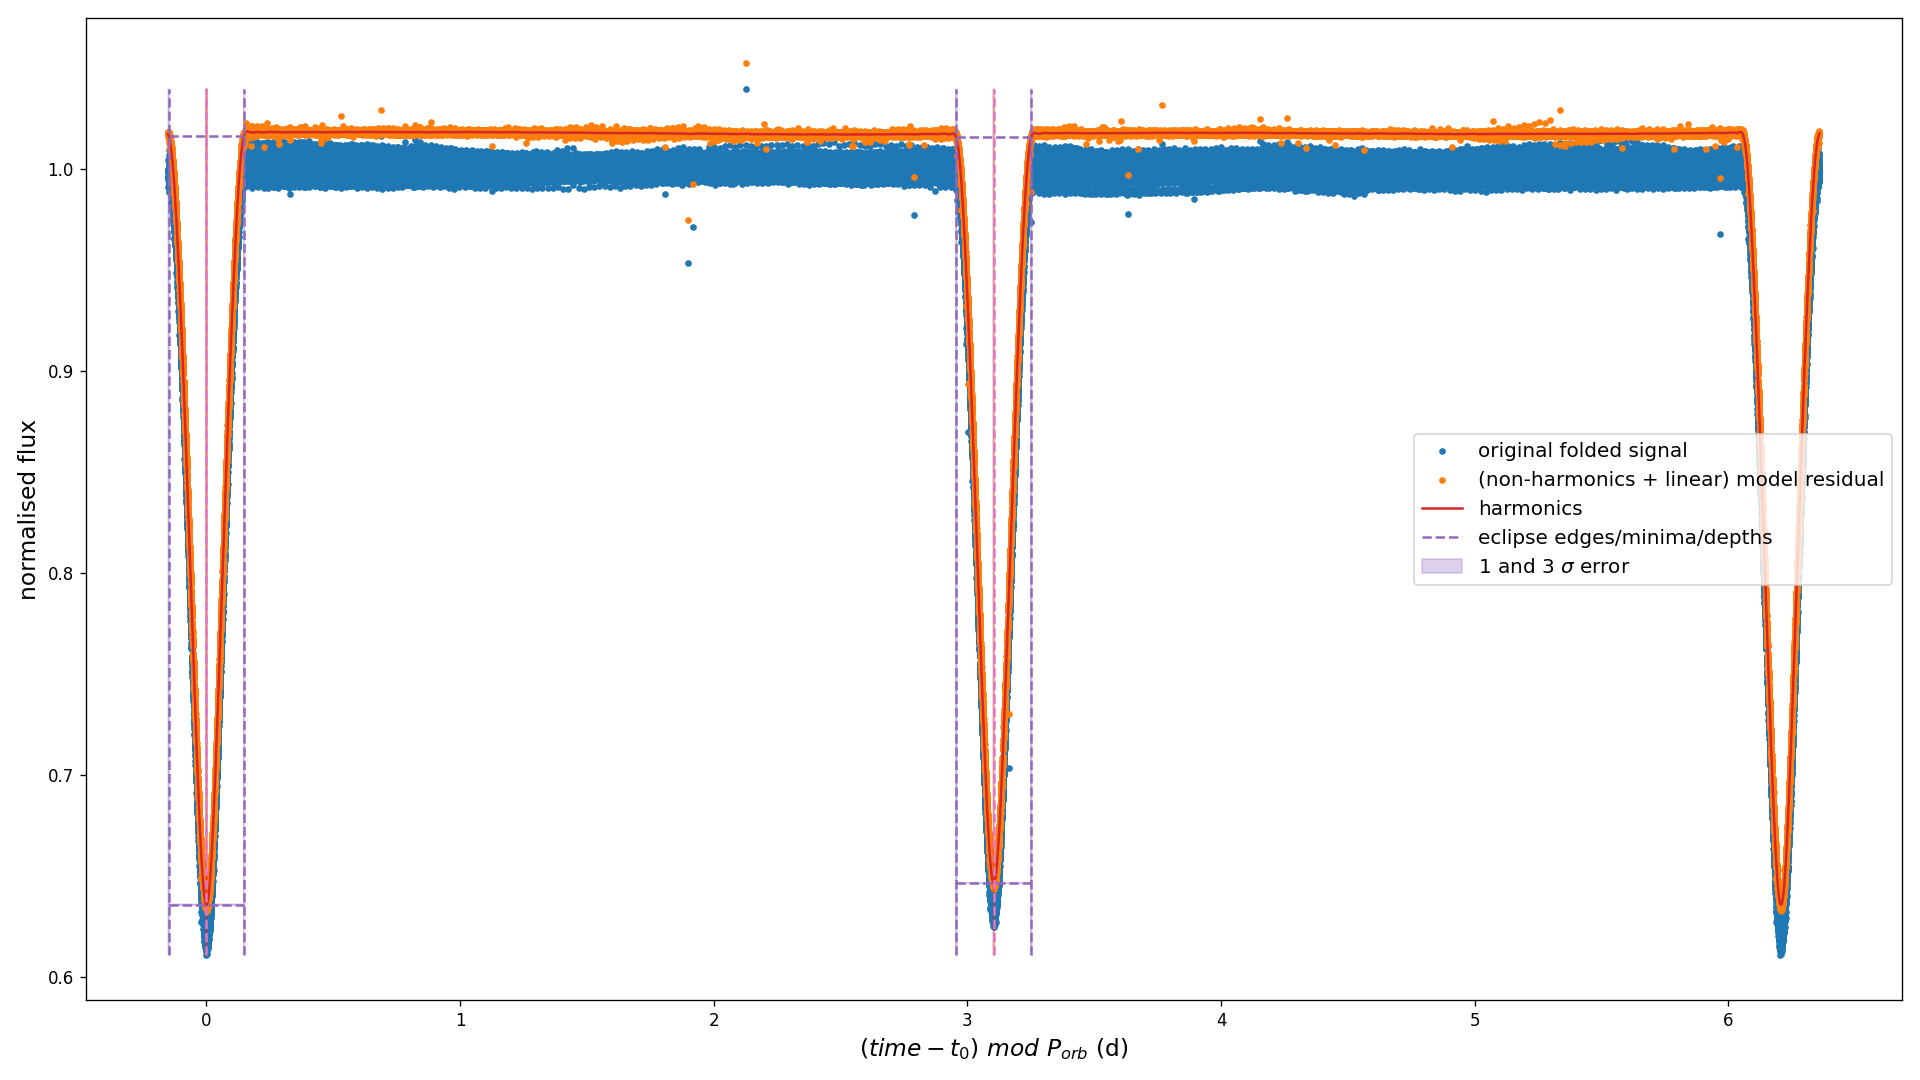 normalised flux
1.0
0.9
0.8
0.7
0.6
0
1
2
3
4
5
6
(time − t₀) mod Pₒᵣb (d)
original folded signal
(non-harmonics + linear) model residual
harmonics
eclipse edges/minima/depths
1 and 3 σ error